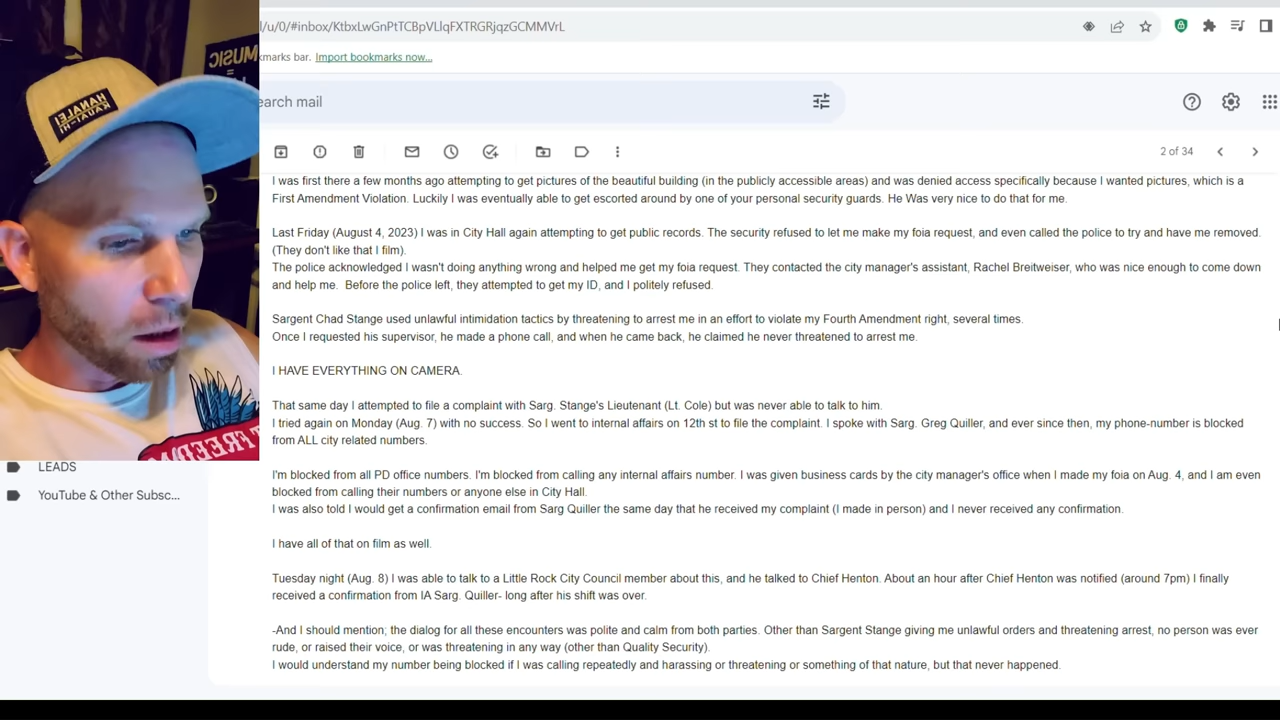 l/u/0/#inbox/KtbxLwGnPtTCBpVLlqFXTRGRjqzGCMMVrL
kmarks bar. Import bookmarks now...
earch mail
2 of 34
MUSIC
HANALEI
KAUAI-HI
I was first there a few months ago attempting to get pictures of the beautiful building (in the publicly accessible areas) and was denied access specifically because I wanted pictures, which is a
First Amendment Violation. Luckily I was eventually able to get escorted around by one of your personal security guards. He Was very nice to do that for me.
Last Friday (August 4, 2023) I was in City Hall again attempting to get public records. The security refused to let me make my foia request, and even called the police to try and have me removed.
(They don't like that I film).
The police acknowledged I wasn't doing anything wrong and helped me get my foia request. They contacted the city manager's assistant, Rachel Breitweiser, who was nice enough to come down
and help me. Before the police left, they attempted to get my ID, and I politely refused.
Sargent Chad Stange used unlawful intimidation tactics by threatening to arrest me in an effort to violate my Fourth Amendment right, several times.
Once I requested his supervisor, he made a phone call, and when he came back, he claimed he never threatened to arrest me.
I HAVE EVERYTHING ON CAMERA.
That same day I attempted to file a complaint with Sarg. Stange's Lieutenant (Lt. Cole) but was never able to talk to him.
I tried again on Monday (Aug. 7) with no success. So I went to internal affairs on 12th st to file the complaint. I spoke with Sarg. Greg Quiller, and ever since then, my phone-number is blocked
from ALL city related numbers.
I'm blocked from all PD office numbers. I'm blocked from calling any internal affairs number. I was given business cards by the city manager's office when I made my foia on Aug. 4, and I am even
blocked from calling their numbers or anyone else in City Hall.
I was also told I would get a confirmation email from Sarg Quiller the same day that he received my complaint (I made in person) and I never received any confirmation.
I have all of that on film as well.
Tuesday night (Aug. 8) I was able to talk to a Little Rock City Council member about this, and he talked to Chief Henton. About an hour after Chief Henton was notified (around 7pm) I finally
received a confirmation from IA Sarg. Quiller- long after his shift was over.
-And I should mention; the dialog for all these encounters was polite and calm from both parties. Other than Sargent Stange giving me unlawful orders and threatening arrest, no person was ever
rude, or raised their voice, or was threatening in any way (other than Quality Security).
I would understand my number being blocked if I was calling repeatedly and harassing or threatening or something of that nature, but that never happened.
FREED
LEADS
YouTube & Other Subsc...